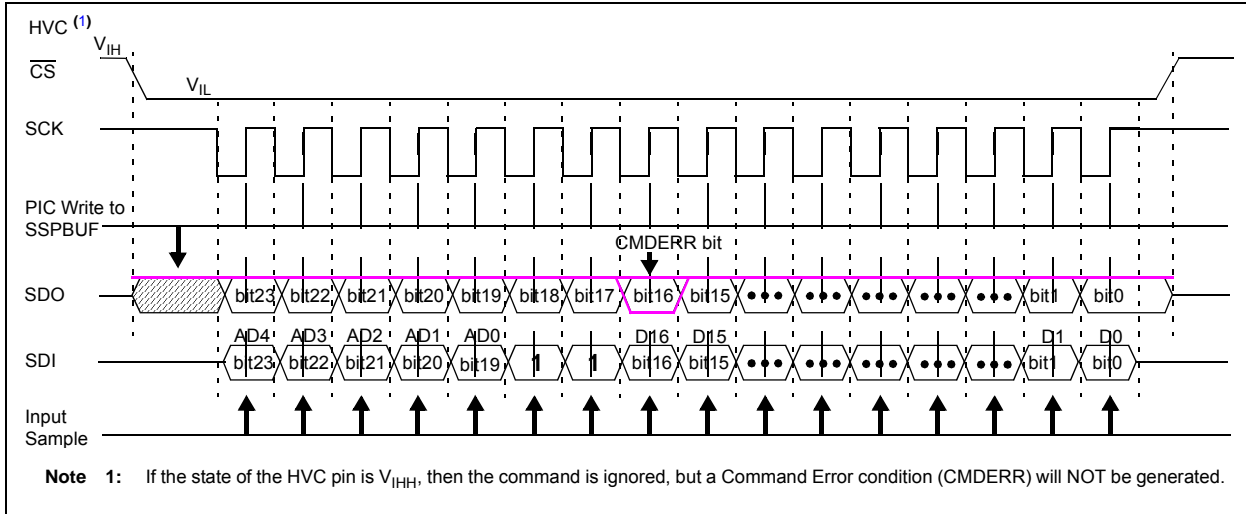 HVC (1)
VIH
CS
VIL
SCK
PIC Write to
SSPBUF
CMDERR bit
SDO bit23 bit22 bit21 bit20 bit19 bit18 bit17 bit16 bit15 ••• ••• ••• ••• ••• bit1 bit0
AD4 AD3 AD2 AD1 AD0 D16 D15 D1 D0
SDI bit23 bit22 bit21 bit20 bit19 1 1 bit16 bit15 ••• ••• ••• ••• ••• bit1 bit0
Input
Sample
Note 1: If the state of the HVC pin is VIHH, then the command is ignored, but a Command Error condition (CMDERR) will NOT be generated.